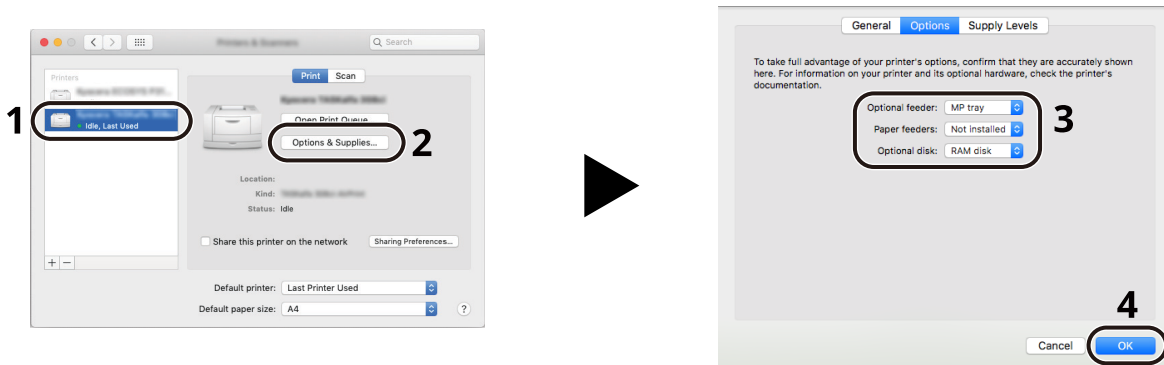 Search
Printers
Print
Scan
1
Idle, Last Used
Open Print Queue...
Options & Supplies...
2
Location:
Kind:
Status: Idle
Share this printer on the network
Sharing Preferences...
+ −
Default printer: Last Printer Used
Default paper size: A4
?
General
Options
Supply Levels
To take full advantage of your printer's options, confirm that they are accurately shown
here. For information on your printer and its optional hardware, check the printer's
documentation.
Optional feeder: MP tray
Paper feeders: Not installed
Optional disk: RAM disk
3
4
Cancel
OK